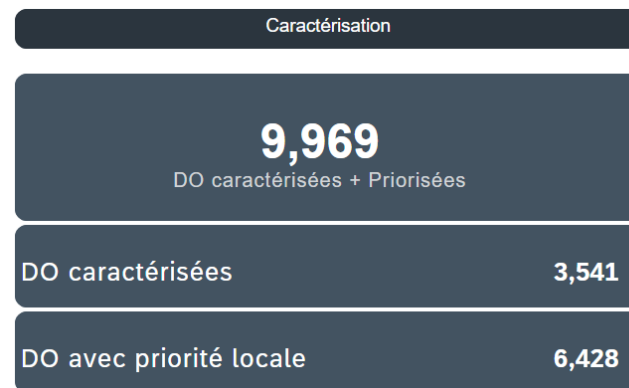 Caractérisation
9,969
DO caractérisées + Priorisées
DO caractérisées 3,541
DO avec priorité locale 6,428